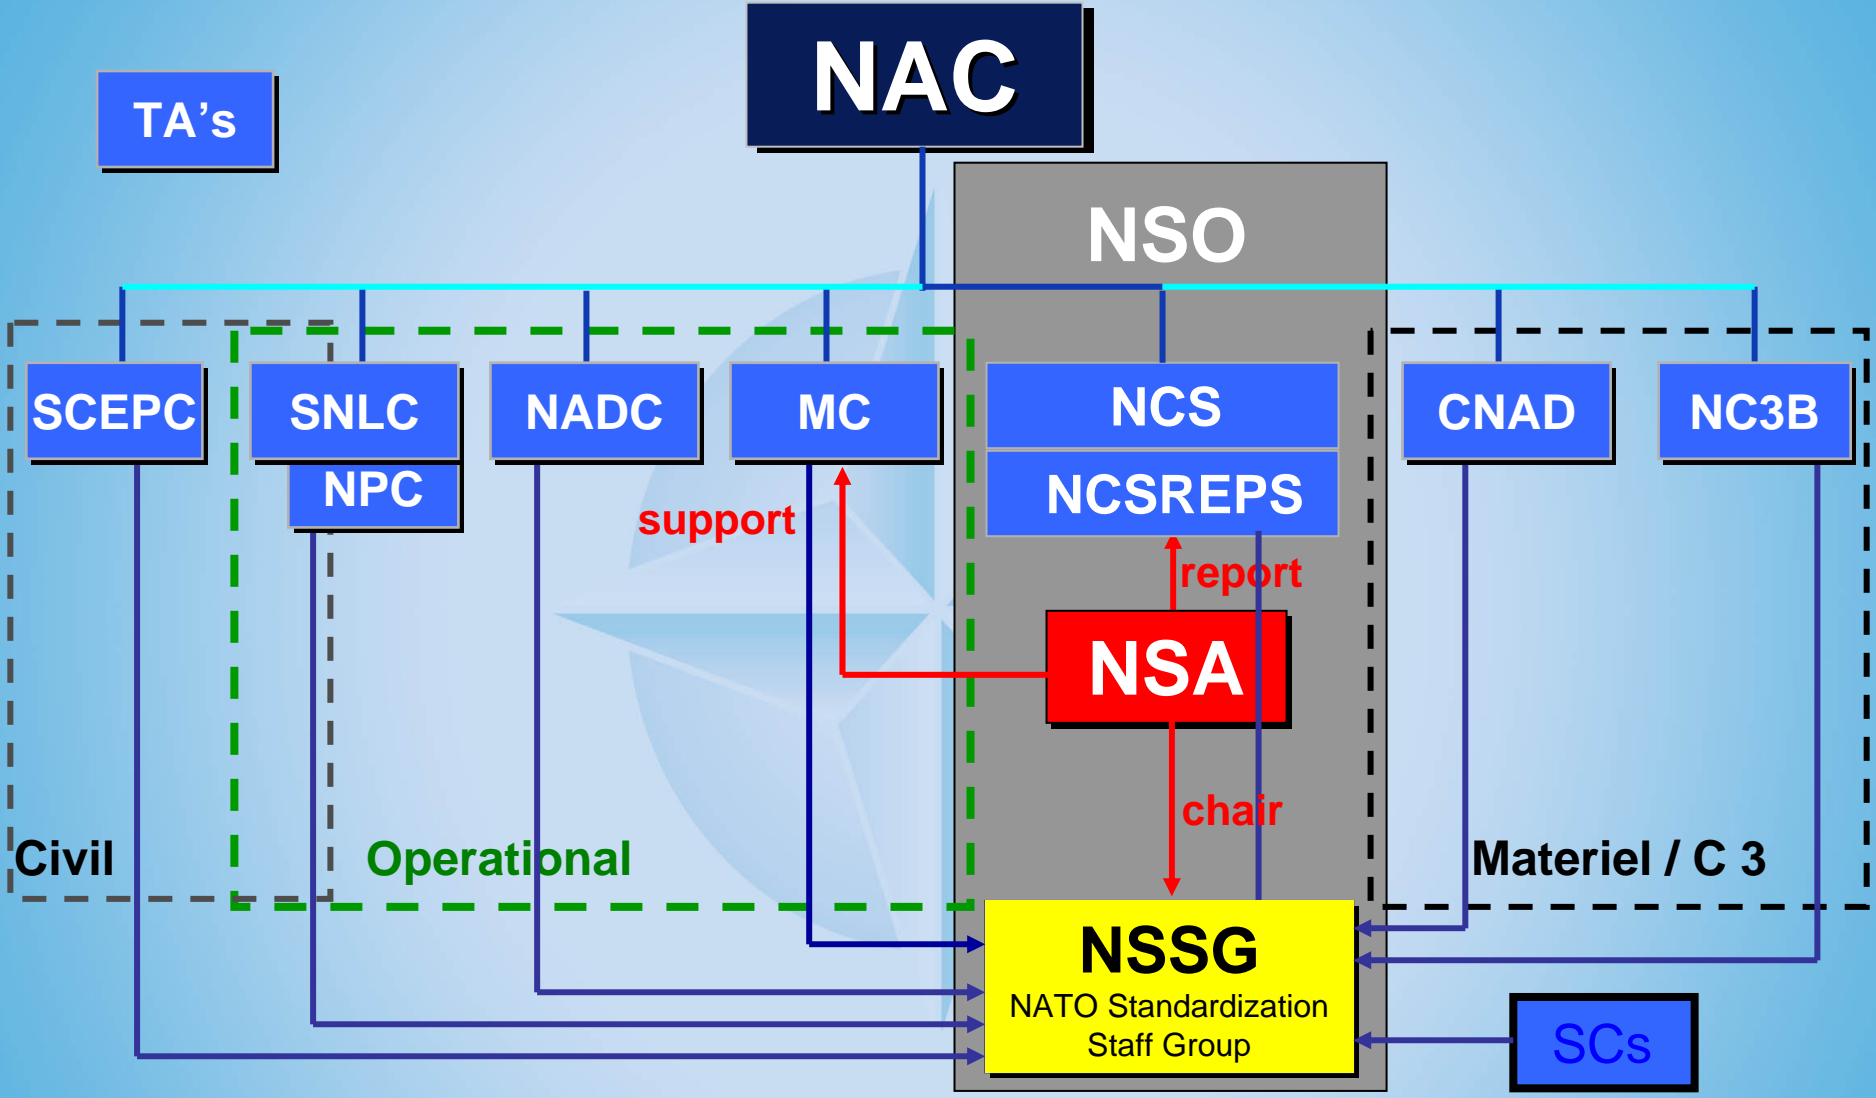 NAC
TA's
NSO
SCEPC
SNLC
NADC
MC
NCS
CNAD
NC3B
NPC
NCSREPS
support
report
NSA
chair
Civil
Operational
Materiel / C 3
NSSG
NATO Standardization
Staff Group
SCs